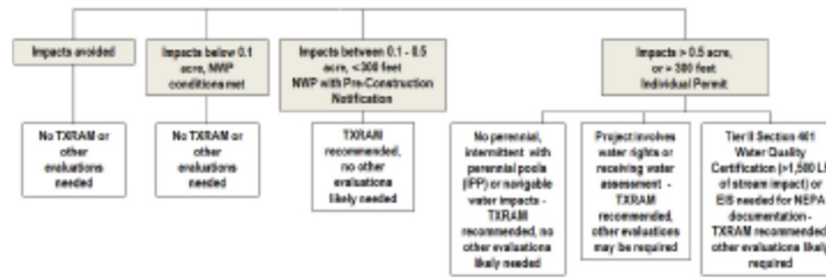 Impacts avoided
Impacts below 0.1
acre, NWP
conditions met
Impacts between 0.1 - 0.5
acre, <300 feet
NWP with Pre-Construction
Notification
Impacts > 0.5 acre,
or > 300 feet
Individual Permit
No TXRAM or
other
evaluations
needed
No TXRAM or
other
evaluations
needed
TXRAM
recommended,
no other
evaluations
likely needed
No perennial,
intermittent with
perennial pools
(IPP) or navigable
water impacts -
TXRAM
recommended, no
other evaluations
likely needed
Project involves
water rights or
receiving water
assessment -
TXRAM
recommended,
other evaluations
may be required
Tier II Section 401
Water Quality
Certification (>1,500 LF
of stream impact) or
EIS needed for NEPA
documentation -
TXRAM recommended,
other evaluations likely
required